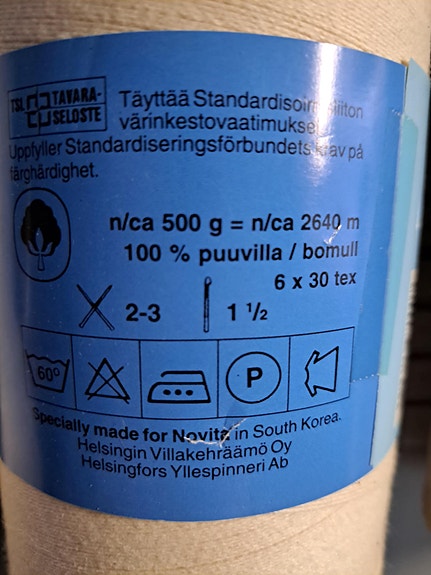 TSL TAVARA-
SELOSTE
Täyttää Standardisoimisliiton
värinkestovaatimukset
Uppfyller Standardiseringsförbundets krav på
färghärdighet.
n/ca 500 g = n/ca 2640 m
100 % puuvilla / bomull
6 x 30 tex
2-3
1 ½
60°
P
Specially made for Novita in South Korea.
Helsingin Villakehräämö Oy
Helsingfors Yllespinneri Ab